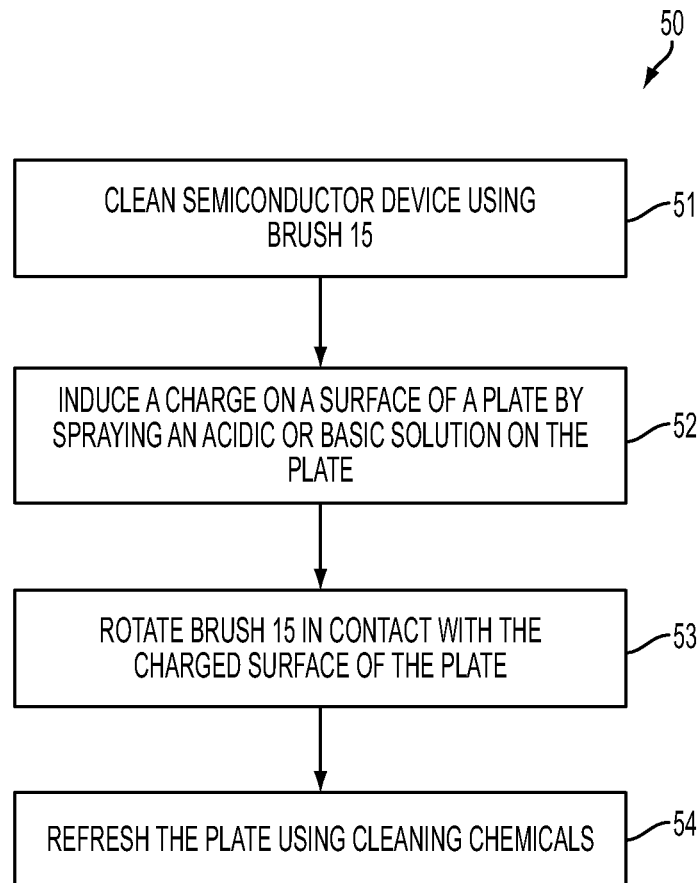 50
CLEAN SEMICONDUCTOR DEVICE USING
BRUSH 15
51
INDUCE A CHARGE ON A SURFACE OF A PLATE BY
SPRAYING AN ACIDIC OR BASIC SOLUTION ON THE
PLATE
52
ROTATE BRUSH 15 IN CONTACT WITH THE
CHARGED SURFACE OF THE PLATE
53
REFRESH THE PLATE USING CLEANING CHEMICALS
54